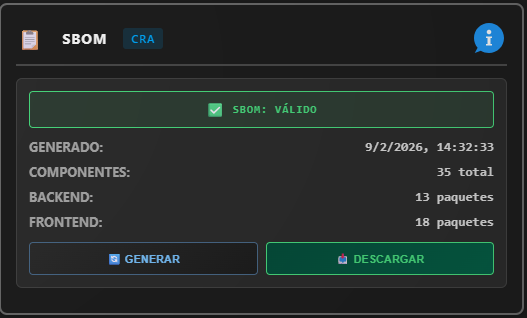 SBOM CRA
SBOM: VÁLIDO
GENERADO: 9/2/2026, 14:32:33
COMPONENTES: 35 total
BACKEND: 13 paquetes
FRONTEND: 18 paquetes
GENERAR DESCARGAR